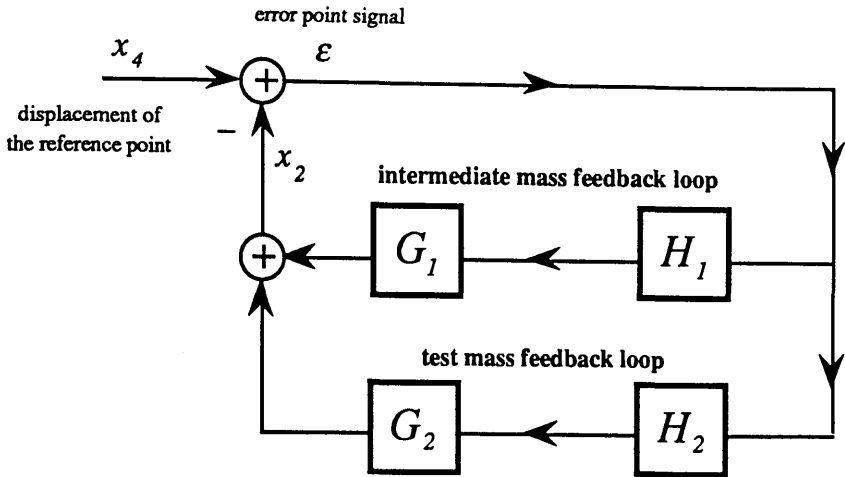 error point signal
x4
ε
+
displacement of
the reference point
−
x2
intermediate mass feedback loop
+
G1
H1
test mass feedback loop
G2
H2